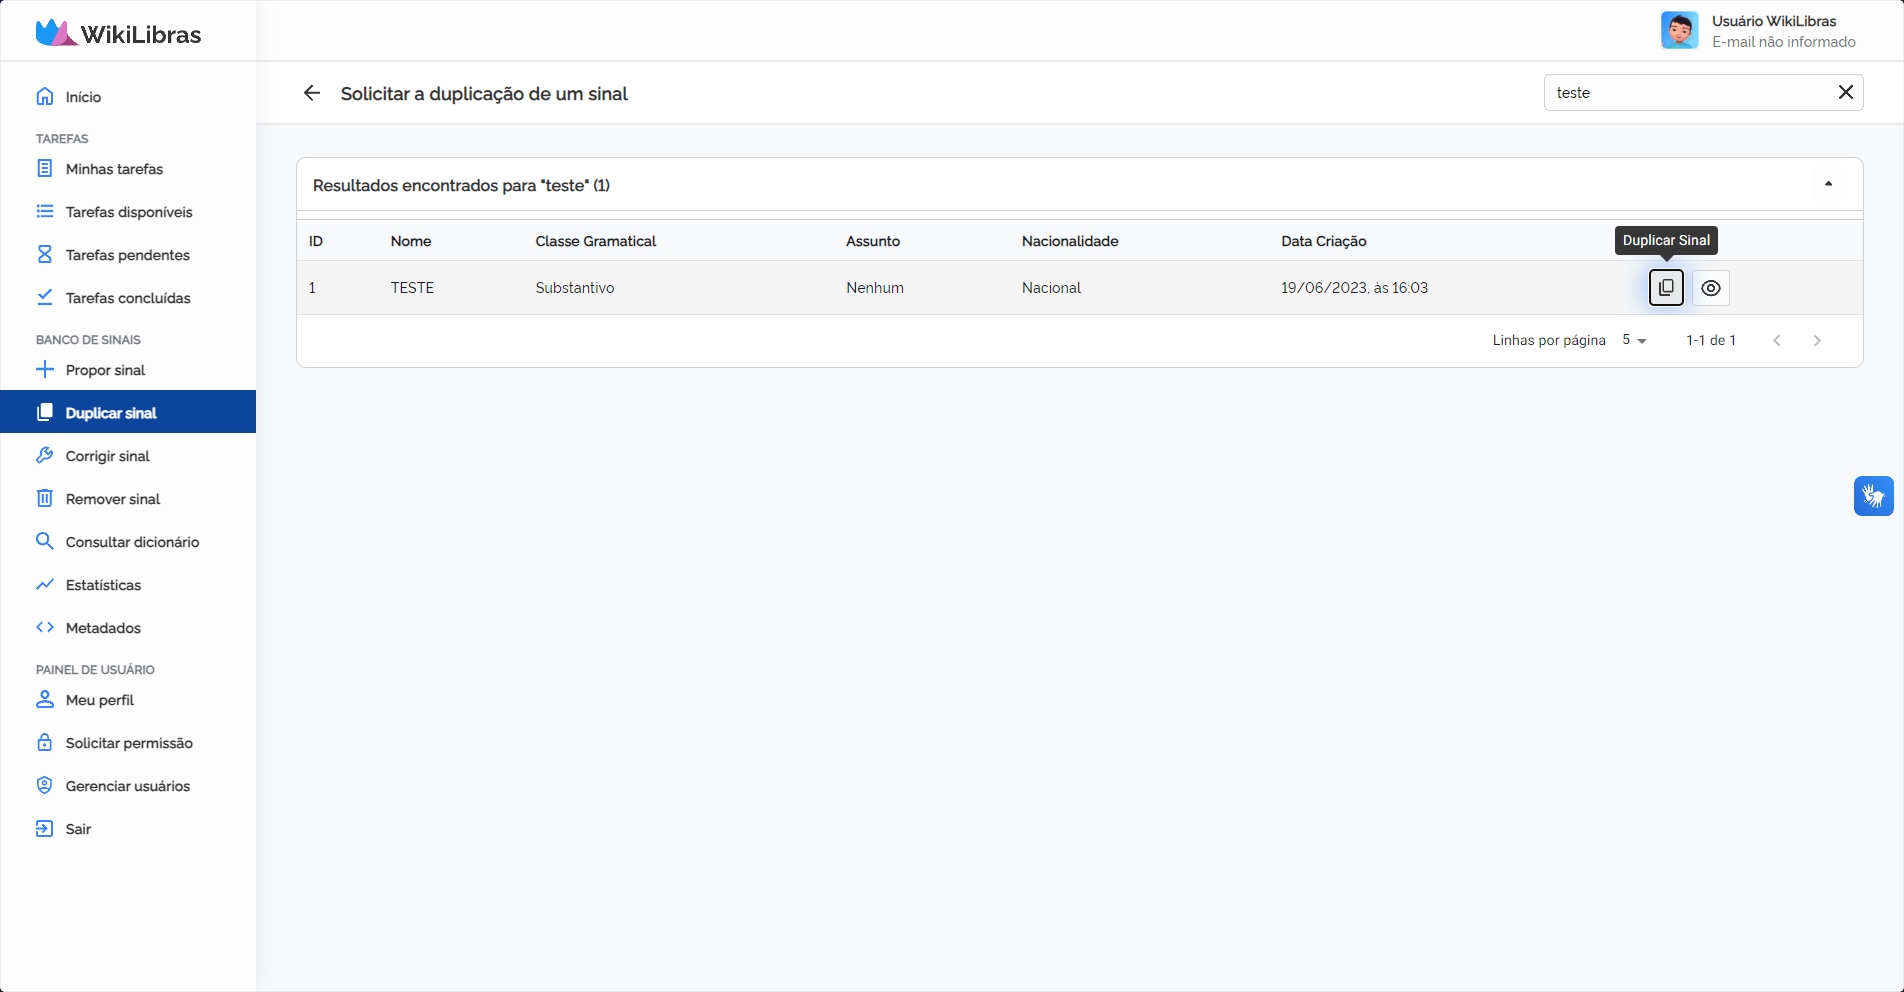 WikiLibras
Usuário WikiLibras
E-mail não informado
Início
TAREFAS
Minhas tarefas
Tarefas disponíveis
Tarefas pendentes
Tarefas concluídas
BANCO DE SINAIS
Propor sinal
Duplicar sinal
Corrigir sinal
Remover sinal
Consultar dicionário
Estatísticas
Metadados
PAINEL DE USUÁRIO
Meu perfil
Solicitar permissão
Gerenciar usuários
Sair
Solicitar a duplicação de um sinal
teste
Resultados encontrados para "teste" (1)
ID Nome Classe Gramatical Assunto Nacionalidade Data Criação
Duplicar Sinal
1 TESTE Substantivo Nenhum Nacional 19/06/2023, às 16:03
Linhas por página 5 1-1 de 1